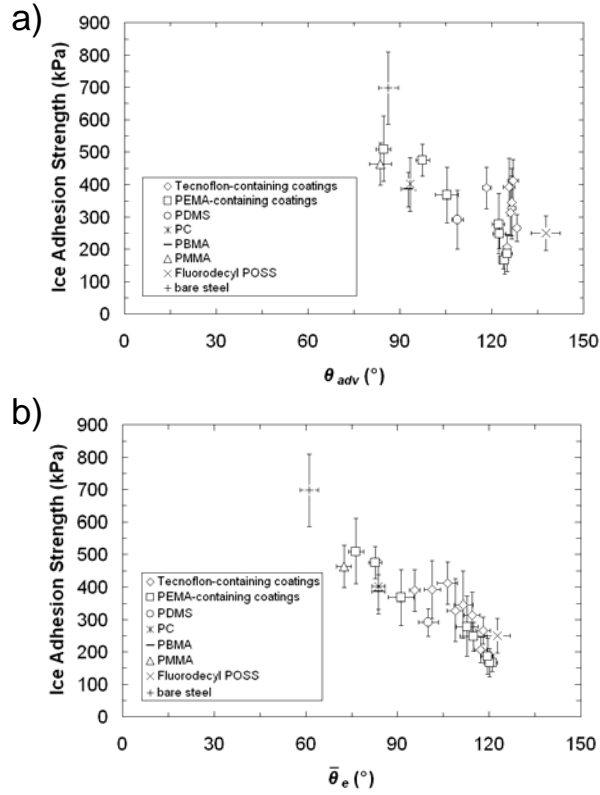 a)
Ice Adhesion Strength (kPa)
900
800
700
600
500
400
300
200
100
0
Tecnoflon-containing coatings
PEMA-containing coatings
PDMS
PC
PBMA
PMMA
Fluorodecyl POSS
bare steel
0 30 60 90 120 150
θ adv (°)
b)
Ice Adhesion Strength (kPa)
900
800
700
600
500
400
300
200
100
0
Tecnoflon-containing coatings
PEMA-containing coatings
PDMS
PC
PBMA
PMMA
Fluorodecyl POSS
bare steel
0 30 60 90 120 150
θ̄ e (°)